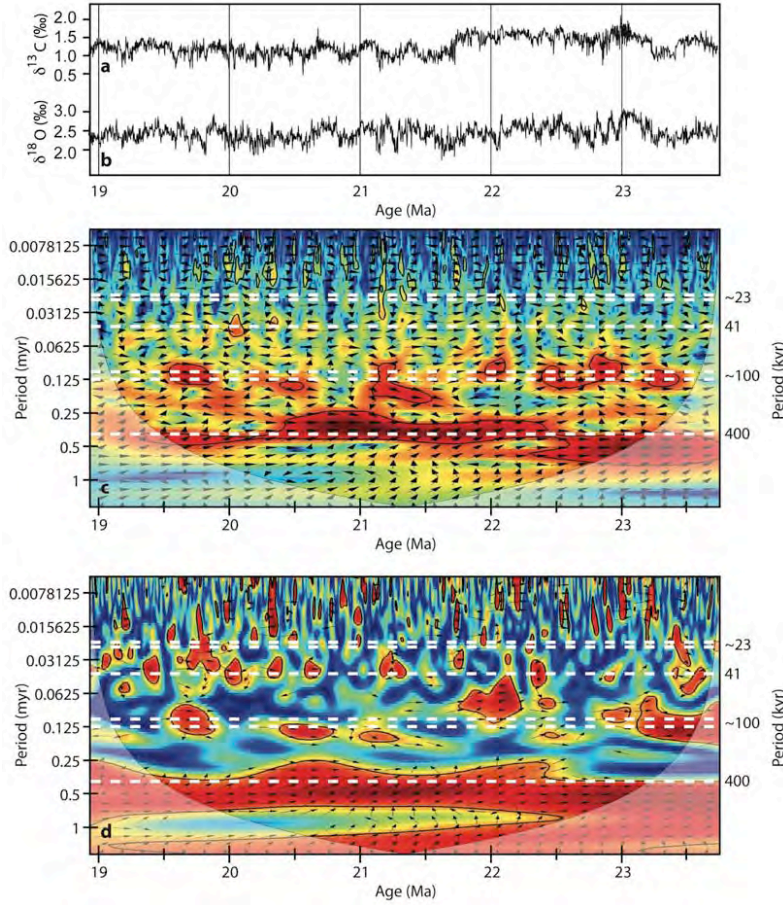 2.0
1.5
1.0
0.5
δ13 C (‰)
a
3.0
2.5
2.0
δ18 O (‰)
b
19 20 21 22 23
Age (Ma)
0.0078125
0.015625 ~23
0.03125 41
0.0625
0.125 ~100
0.25
0.5 400
1
Period (myr)
Period (kyr)
c
19 20 21 22 23
Age (Ma)
0.0078125
0.015625 ~23
0.03125 41
0.0625
0.125 ~100
0.25
0.5 400
1
Period (myr)
Period (kyr)
d
19 20 21 22 23
Age (Ma)